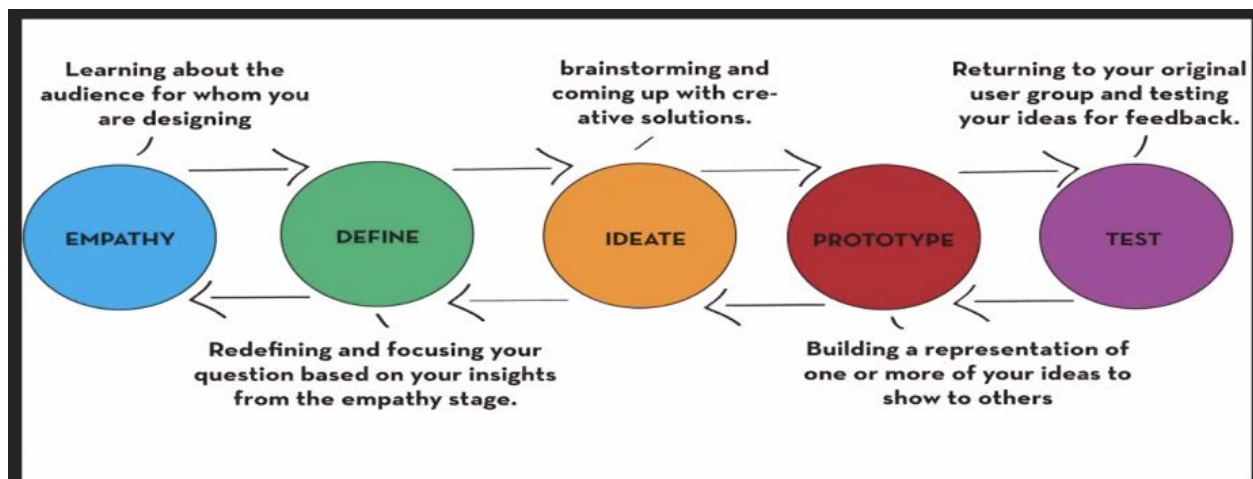 Learning about the
audience for whom you
are designing
brainstorming and
coming up with cre-
ative solutions.
Returning to your original
user group and testing
your ideas for feedback.
EMPATHY
DEFINE
IDEATE
PROTOTYPE
TEST
Redefining and focusing your
question based on your insights
from the empathy stage.
Building a representation of
one or more of your ideas to
show to others